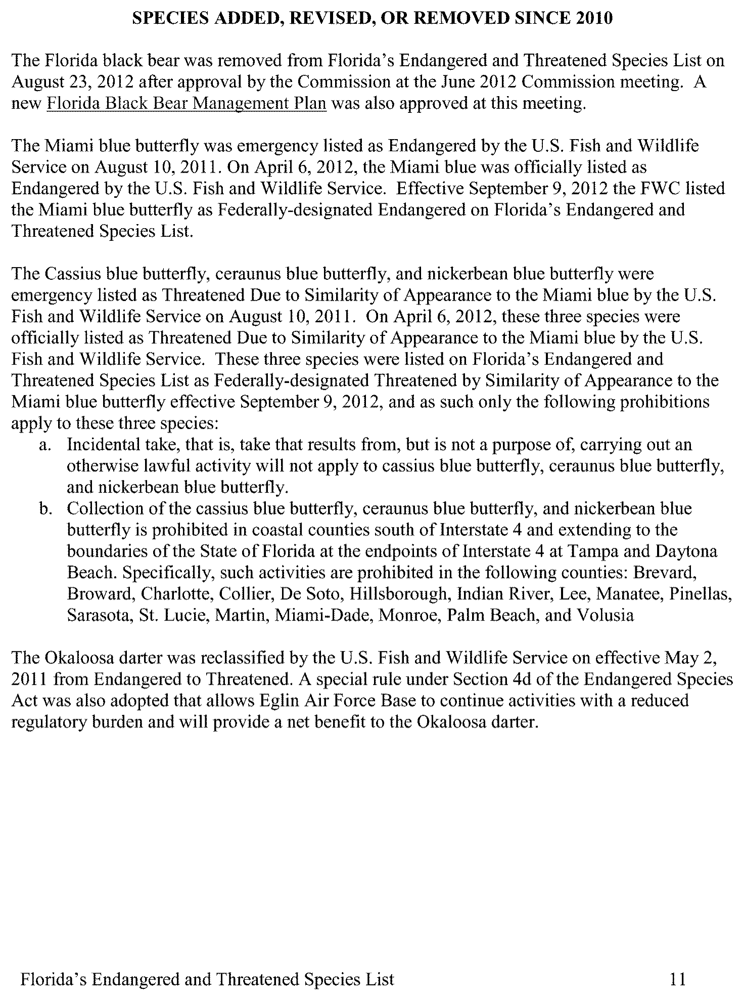 SPECIES ADDED, REVISED, OR REMOVED SINCE 2010
The Florida black bear was removed from Florida's Endangered and Threatened Species List on
August 23, 2012 after approval by the Commission at the June 2012 Commission meeting.  A
new Florida Black Bear Management Plan was also approved at this meeting.
The Miami blue butterfly was emergency listed as Endangered by the U.S. Fish and Wildlife
Service on August 10, 2011. On April 6, 2012, the Miami blue was officially listed as
Endangered by the U.S. Fish and Wildlife Service.  Effective September 9, 2012 the FWC listed
the Miami blue butterfly as Federally-designated Endangered on Florida's Endangered and
Threatened Species List.
The Cassius blue butterfly, ceraunus blue butterfly, and nickerbean blue butterfly were
emergency listed as Threatened Due to Similarity of Appearance to the Miami blue by the U.S.
Fish and Wildlife Service on August 10, 2011.  On April 6, 2012, these three species were
officially listed as Threatened Due to Similarity of Appearance to the Miami blue by the U.S.
Fish and Wildlife Service.  These three species were listed on Florida's Endangered and
Threatened Species List as Federally-designated Threatened by Similarity of Appearance to the
Miami blue butterfly effective September 9, 2012, and as such only the following prohibitions
apply to these three species:
a. Incidental take, that is, take that results from, but is not a purpose of, carrying out an
otherwise lawful activity will not apply to cassius blue butterfly, ceraunus blue butterfly,
and nickerbean blue butterfly.
b. Collection of the cassius blue butterfly, ceraunus blue butterfly, and nickerbean blue
butterfly is prohibited in coastal counties south of Interstate 4 and extending to the
boundaries of the State of Florida at the endpoints of Interstate 4 at Tampa and Daytona
Beach. Specifically, such activities are prohibited in the following counties: Brevard,
Broward, Charlotte, Collier, De Soto, Hillsborough, Indian River, Lee, Manatee, Pinellas,
Sarasota, St. Lucie, Martin, Miami-Dade, Monroe, Palm Beach, and Volusia
The Okaloosa darter was reclassified by the U.S. Fish and Wildlife Service on effective May 2,
2011 from Endangered to Threatened. A special rule under Section 4d of the Endangered Species
Act was also adopted that allows Eglin Air Force Base to continue activities with a reduced
regulatory burden and will provide a net benefit to the Okaloosa darter.
Florida's Endangered and Threatened Species List 11